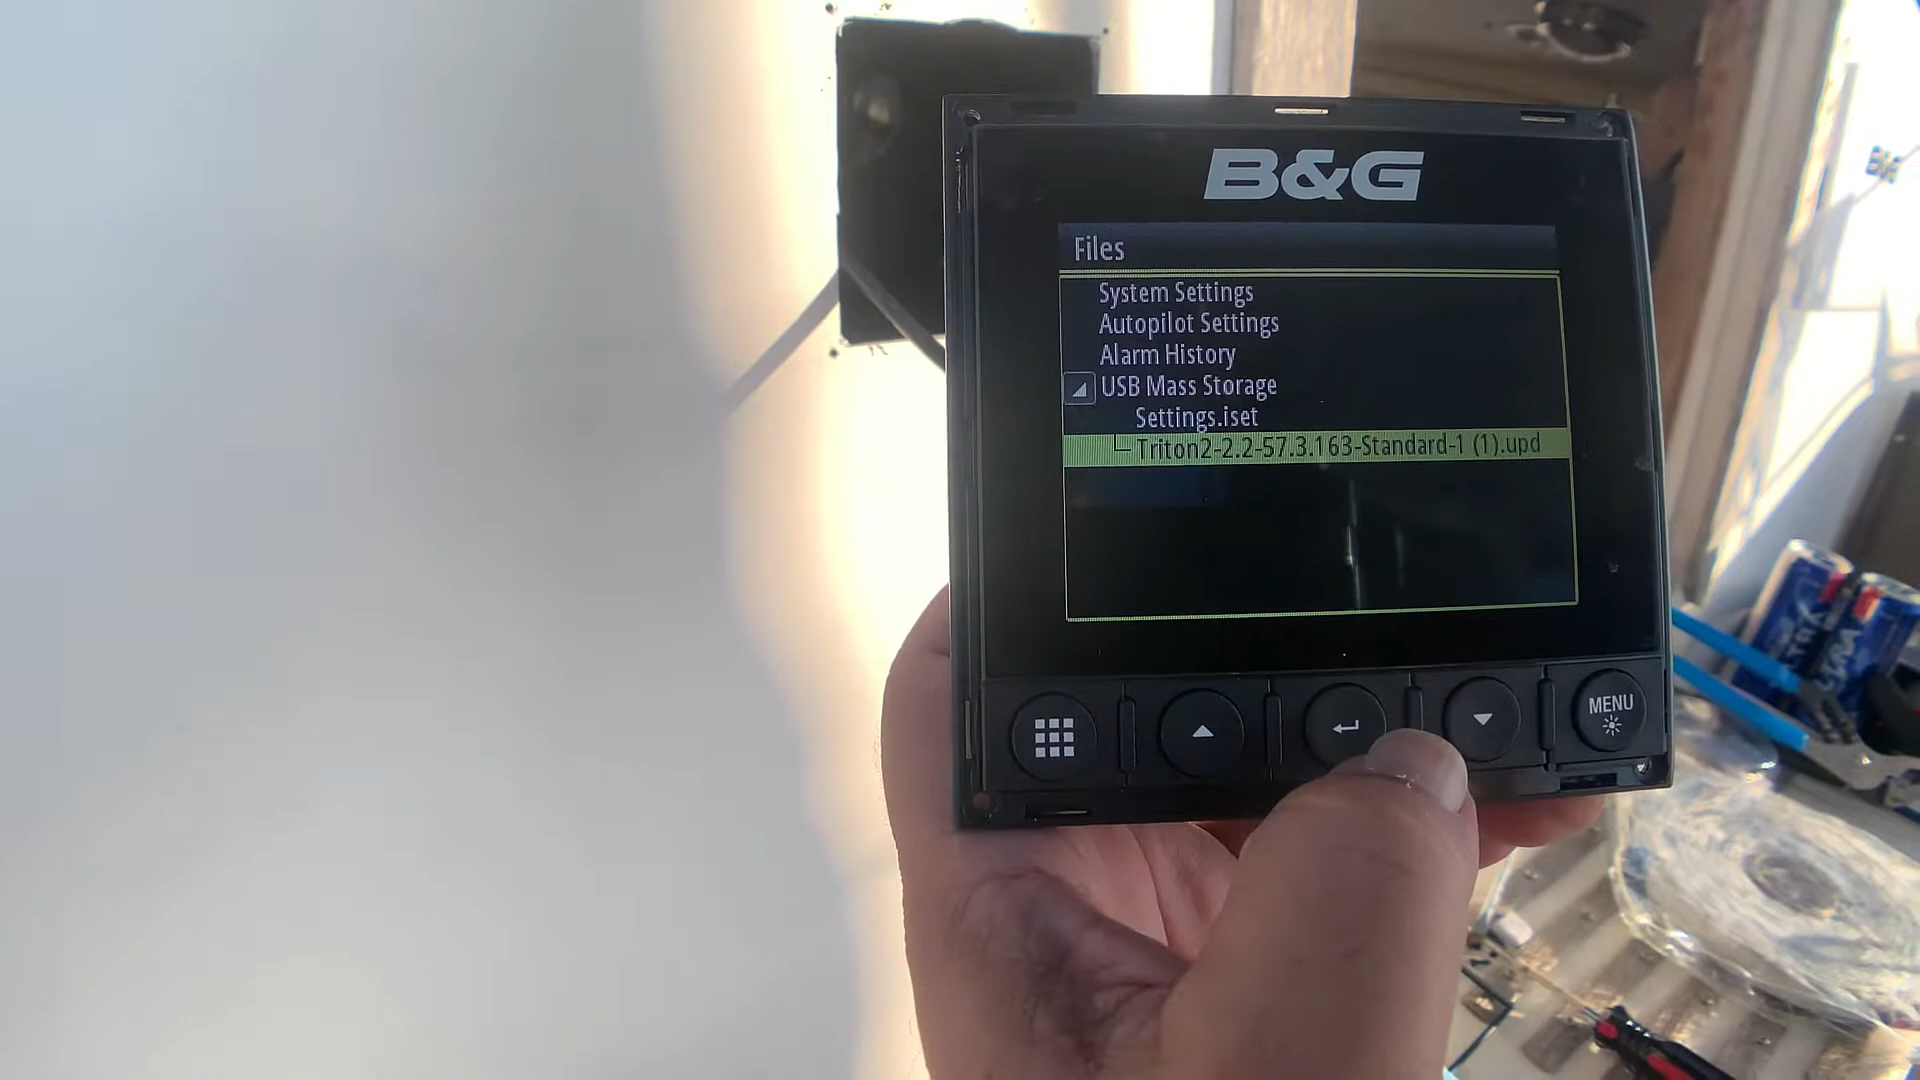 B&G
Files
System Settings
Autopilot Settings
Alarm History
USB Mass Storage
Settings.iset
Triton2-2.2-57.3.163-Standard-1 (1).upd
MENU